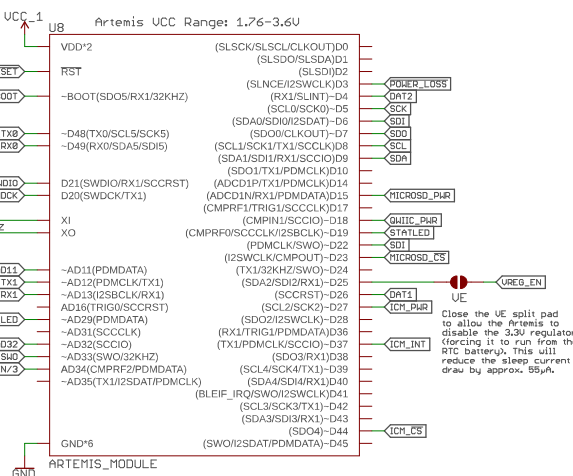 VCC_1
U8
Artemis VCC Range: 1.76-3.6V
VDD*2
(SLSCK/SLSCL/CLKOUT)D0
(SLSDO/SLSDA)D1
SET
RST
(SLSDI)D2
(SLNCE/I2SWCLK)D3
POWER_LOSS
OOT
~BOOT(SDO5/RX1/32KHZ)
(RX1/SLINT)~D4
DAT2
(SCL0/SCK0)~D5
SCK
(SDA0/SDI0/I2SDAT)~D6
SDI
TX0
~D48(TX0/SCL5/SCK5)
(SDO0/CLKOUT)~D7
SDO
RX0
~D49(RX0/SDA5/SDI5)
(SCL1/SCK1/TX1/SCCLK)D8
SCL
(SDA1/SDI1/RX1/SCCIO)D9
SDA
(SDO1/TX1/PDMCLK)D10
WDIO
D21(SWDIO/RX1/SCCRST)
(ADCD1P/TX1/PDMCLK)D14
DCK
D20(SWDCK/TX1)
(ADCD1N/RX1/PDMDATA)D15
MICROSD_PWR
(CMPRF1/TRIG1/SCCCLK)D17
XI
(CMPIN1/SCCIO)~D18
QWIIC_PWR
Z
XO
(CMPRF0/SCCCLK/I2SBCLK)~D19
STATLED
(PDMCLK/SWO)~D22
SDI
(I2SWCLK/CMPOUT)~D23
MICROSD_CS
D11
~AD11(PDMDATA)
(TX1/32KHZ/SWO)~D24
TX1
~AD12(PDMCLK/TX1)
(SDA2/SDI2/RX1)~D25
VREG_EN
RX1
~AD13(I2SBCLK/RX1)
(SCCRST)~D26
DAT1
VE
AD16(TRIG0/SCCRST)
(SCL2/SCK2)~D27
ICM_PWR
LED
~AD29(PDMDATA)
(SDO2/I2SWCLK)~D28
~AD31(SCCCLK)
(RX1/TRIG1/PDMDATA)D36
D32
~AD32(SCCIO)
(TX1/PDMCLK/SCCIO)~D37
ICM_INT
SWO
~AD33(SWO/32KHZ)
(SDO3/RX1)D38
N/3
AD34(CMPRF2/PDMDATA)
(SCL4/SCK4/TX1)~D39
~AD35(TX1/I2SDAT/PDMCLK)
(SDA4/SDI4/RX1)~D40
(BLEIF_IRQ/SWO/I2SWCLK)D41
(SCL3/SCK3/TX1)~D42
(SDA3/SDI3/RX1)~D43
(SDO4)~D44
ICM_CS
GND*6
(SWO/I2SDAT/PDMDATA)~D45
Close the VE split pad
to allow the Artemis to
disable the 3.3V regulator
(forcing it to run from the
RTC battery). This will
reduce the sleep current
draw by approx. 55µA.
ARTEMIS_MODULE
GND